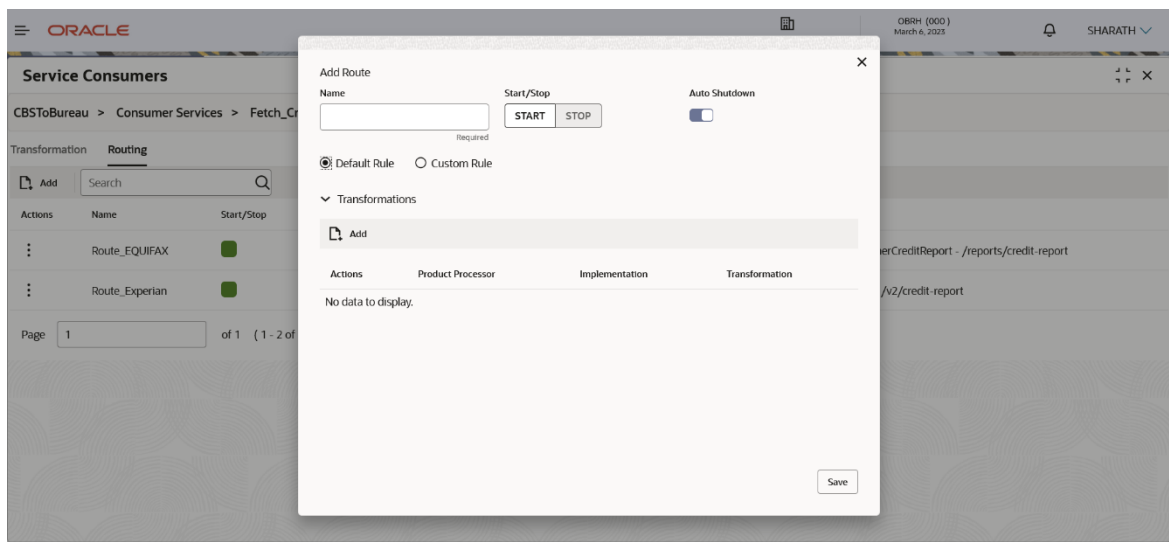 ORACLE
OBRH (000)
March 6, 2023
SHARATH
Service Consumers
CBSToBureau > Consumer Services > Fetch_Cr
Transformation Routing
Add Search
Actions Name Start/Stop
Route_EQUIFAX erCreditReport - /reports/credit-report
Route_Experian /v2/credit-report
Page 1 of 1 (1 - 2 of
Add Route
Name Start/Stop Auto Shutdown
START STOP
Required
Default Rule Custom Rule
Transformations
Add
Actions Product Processor Implementation Transformation
No data to display.
Save